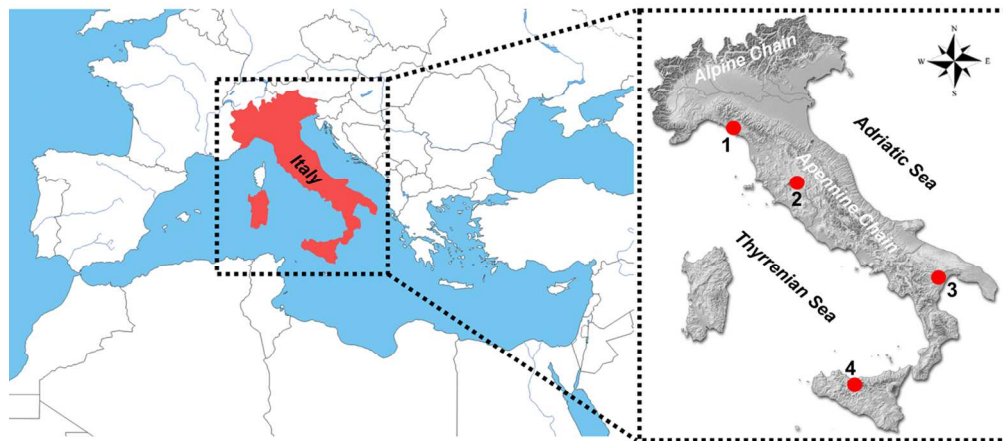 Italy
Alpine Chain
N
W
E
S
Adriatic Sea
1
Apennine Chain
2
Thyrrenian Sea
3
4